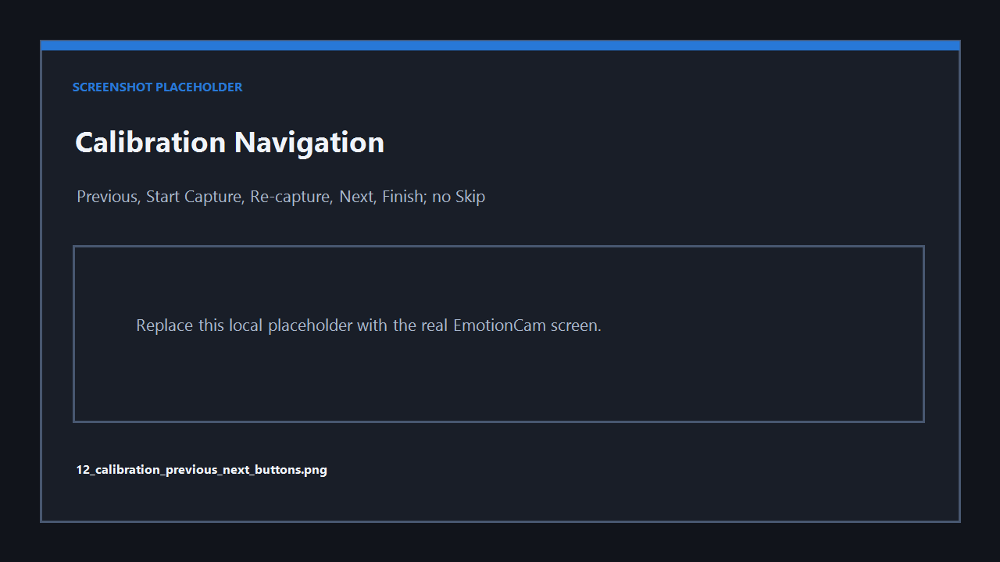 SCREENSHOT PLACEHOLDER
Calibration Navigation
Previous, Start Capture, Re-capture, Next, Finish; no Skip
Replace this local placeholder with the real EmotionCam screen.
12_calibration_previous_next_buttons.png